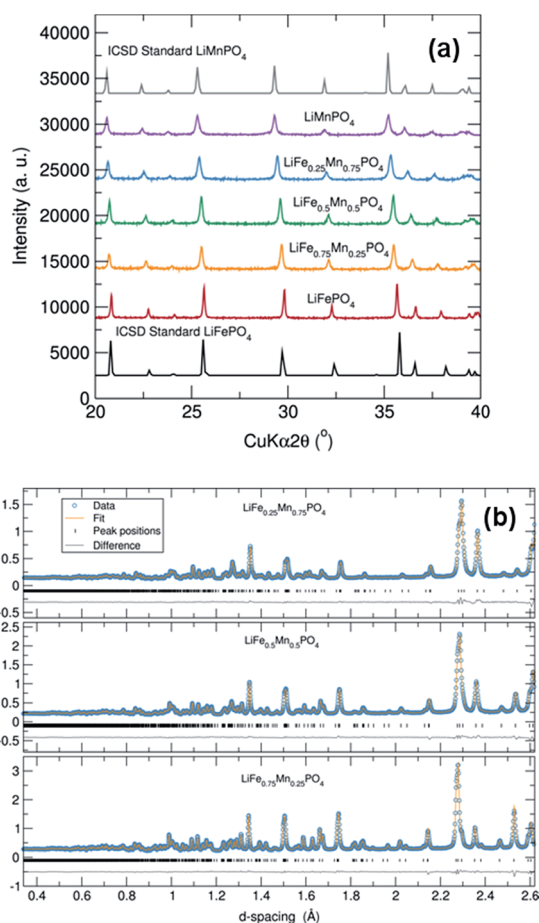 (a)
40000
35000
30000
25000
20000
15000
10000
5000
0
Intensity (a. u.)
ICSD Standard LiMnPO4
LiMnPO4
LiFe0.25Mn0.75PO4
LiFe0.5Mn0.5PO4
LiFe0.75Mn0.25PO4
LiFePO4
ICSD Standard LiFePO4
20 25 30 35 40
CuKα2θ (°)
(b)
1.5
1
0.5
0
-0.5
Data
Fit
Peak positions
Difference
LiFe0.25Mn0.75PO4
2.5
2
1.5
1
0.5
0
-0.5
LiFe0.5Mn0.5PO4
3
2
1
0
-1
LiFe0.75Mn0.25PO4
0.4 0.6 0.8 1 1.2 1.4 1.6 1.8 2 2.2 2.4 2.6
d-spacing (Å)